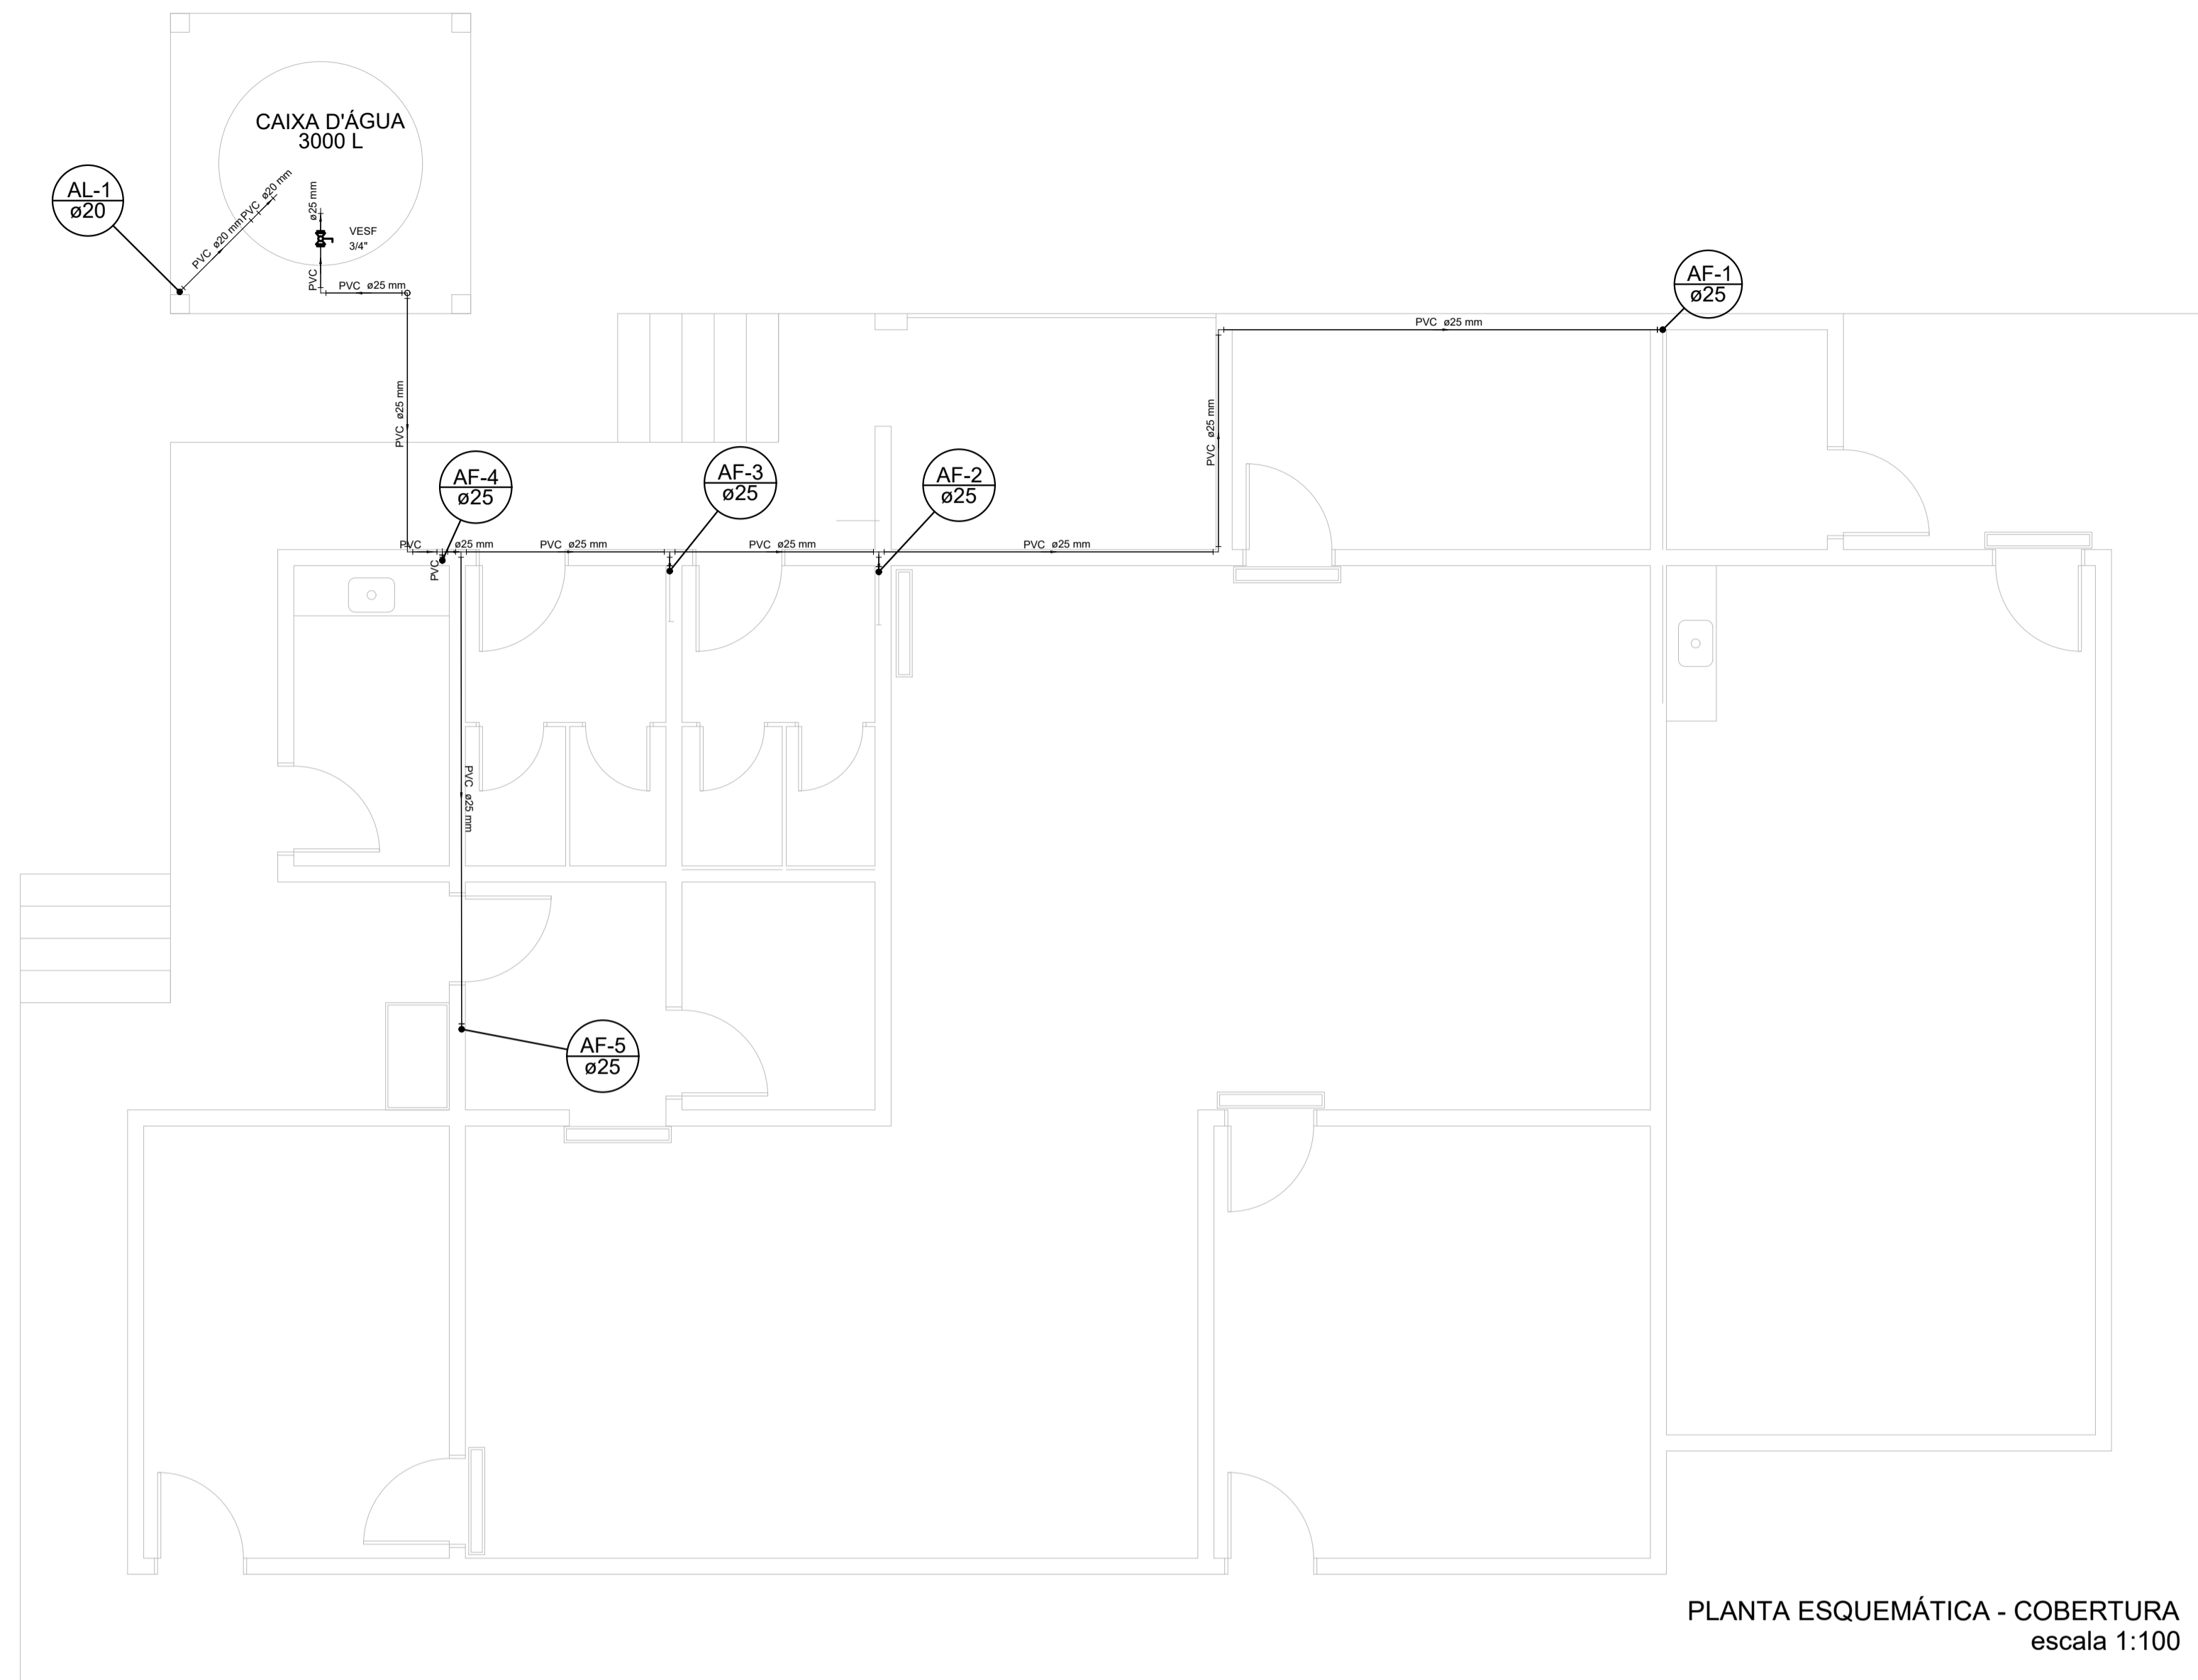 CAIXA D'ÁGUA
3000 L
AL-1
ø20
PVC ø20 mm
PVC ø20 mm
ø25 mm
PVC
VESF
3/4"
PVC ø25 mm
AF-1
ø25
PVC ø25 mm
PVC ø25 mm
PVC ø25 mm
AF-4
ø25
AF-3
ø25
AF-2
ø25
PVC ø25 mm
PVC ø25 mm
PVC ø25 mm
PVC ø25 mm
PVC
PVC ø25 mm
AF-5
ø25
PLANTA ESQUEMÁTICA - COBERTURA
escala 1:100